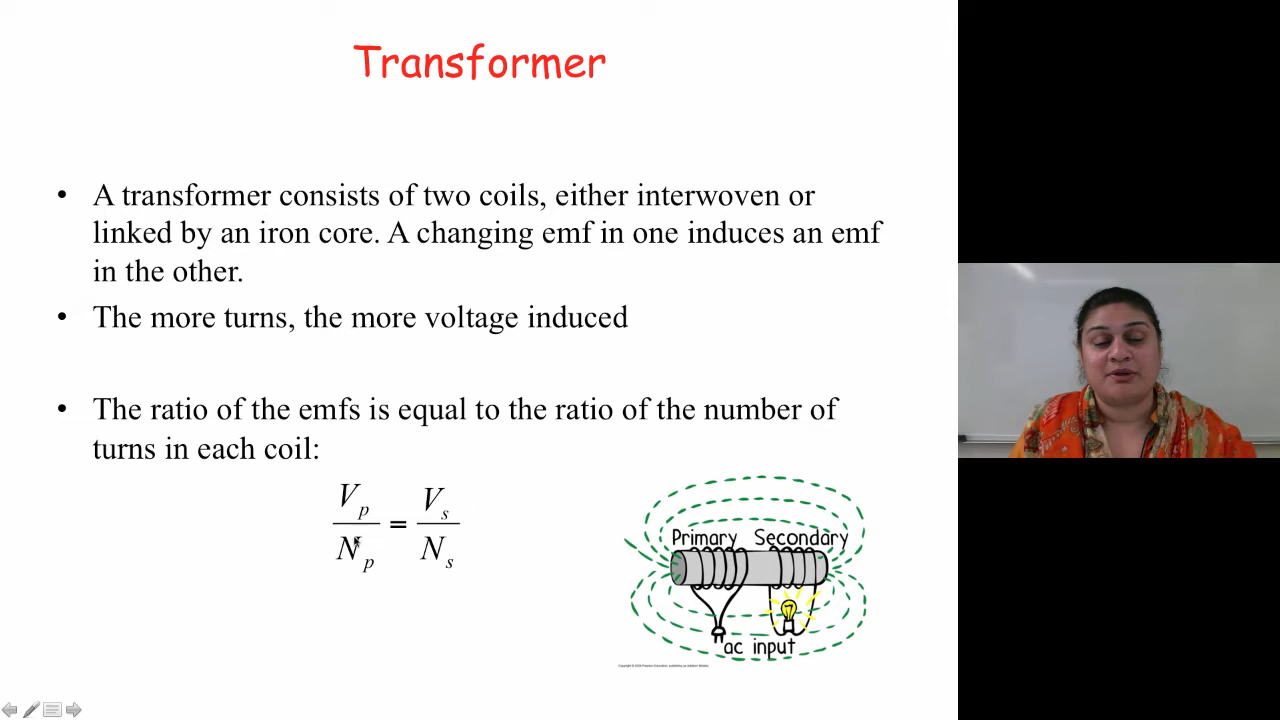 Transformer
• A transformer consists of two coils, either interwoven or
linked by an iron core. A changing emf in one induces an emf
in the other.
• The more turns, the more voltage induced
• The ratio of the emfs is equal to the ratio of the number of
turns in each coil:
V_p / N_p = V_s / N_s
Primary Secondary
ac input